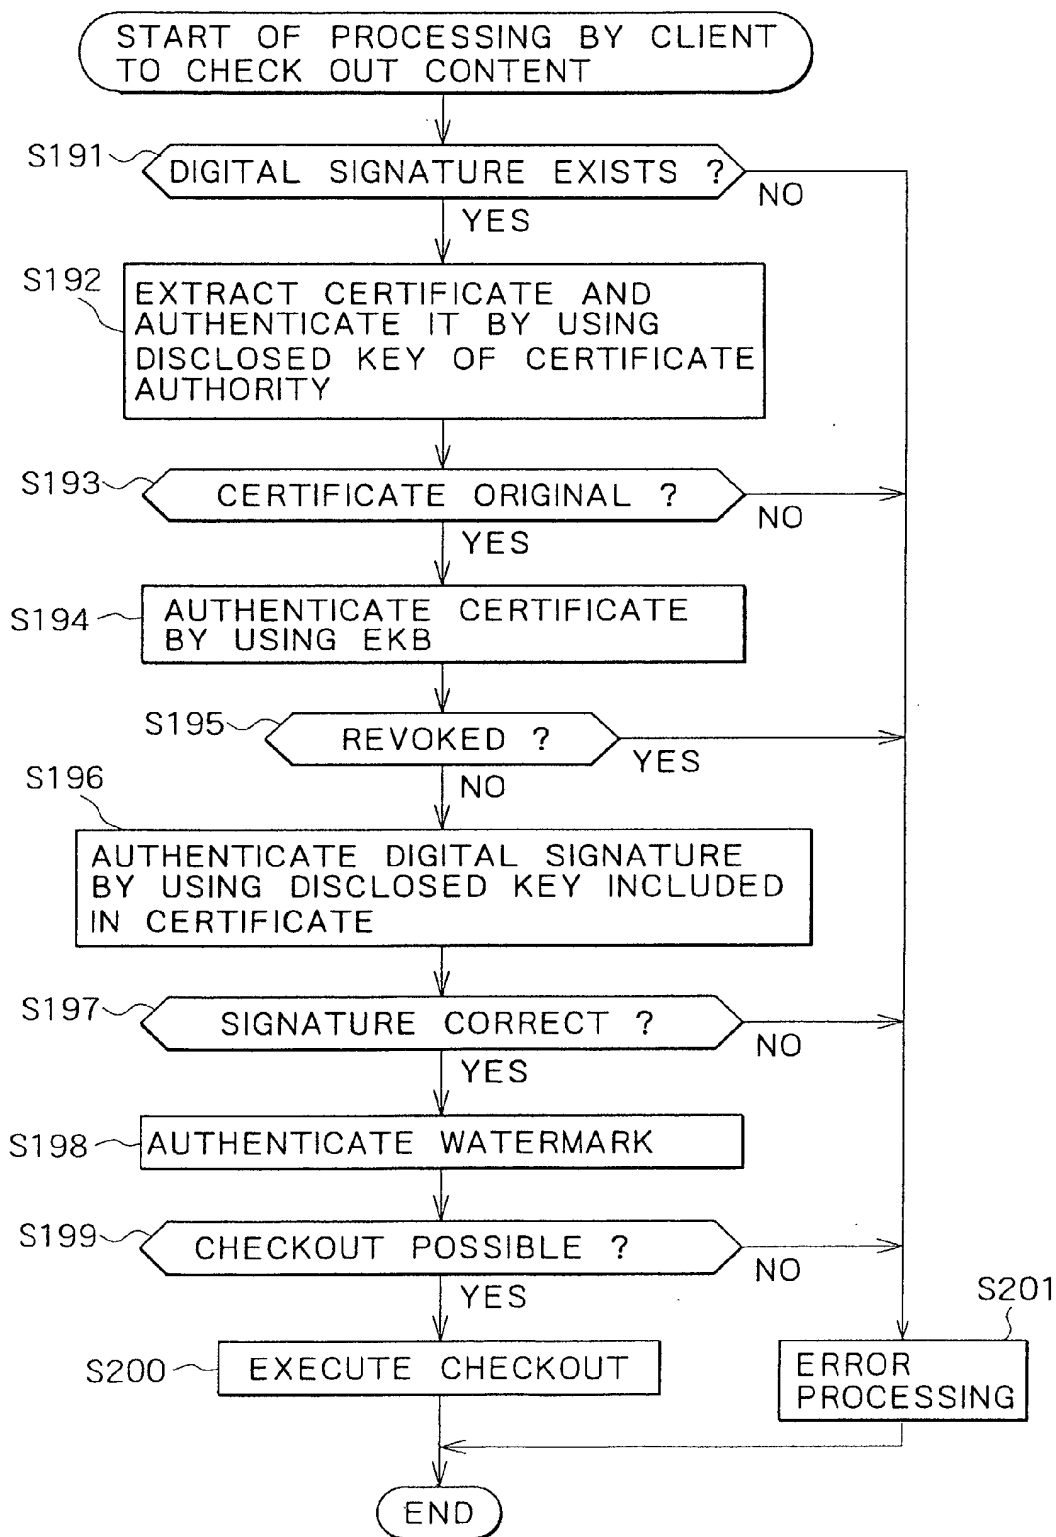 START OF PROCESSING BY CLIENT
TO CHECK OUT CONTENT
S191
DIGITAL SIGNATURE EXISTS ?
NO
YES
S192
EXTRACT CERTIFICATE AND
AUTHENTICATE IT BY USING
DISCLOSED KEY OF CERTIFICATE
AUTHORITY
S193
CERTIFICATE ORIGINAL ?
NO
YES
S194
AUTHENTICATE CERTIFICATE
BY USING EKB
S195
REVOKED ?
YES
NO
S196
AUTHENTICATE DIGITAL SIGNATURE
BY USING DISCLOSED KEY INCLUDED
IN CERTIFICATE
S197
SIGNATURE CORRECT ?
NO
YES
S198
AUTHENTICATE WATERMARK
S199
CHECKOUT POSSIBLE ?
NO
YES
S200
EXECUTE CHECKOUT
S201
ERROR
PROCESSING
END